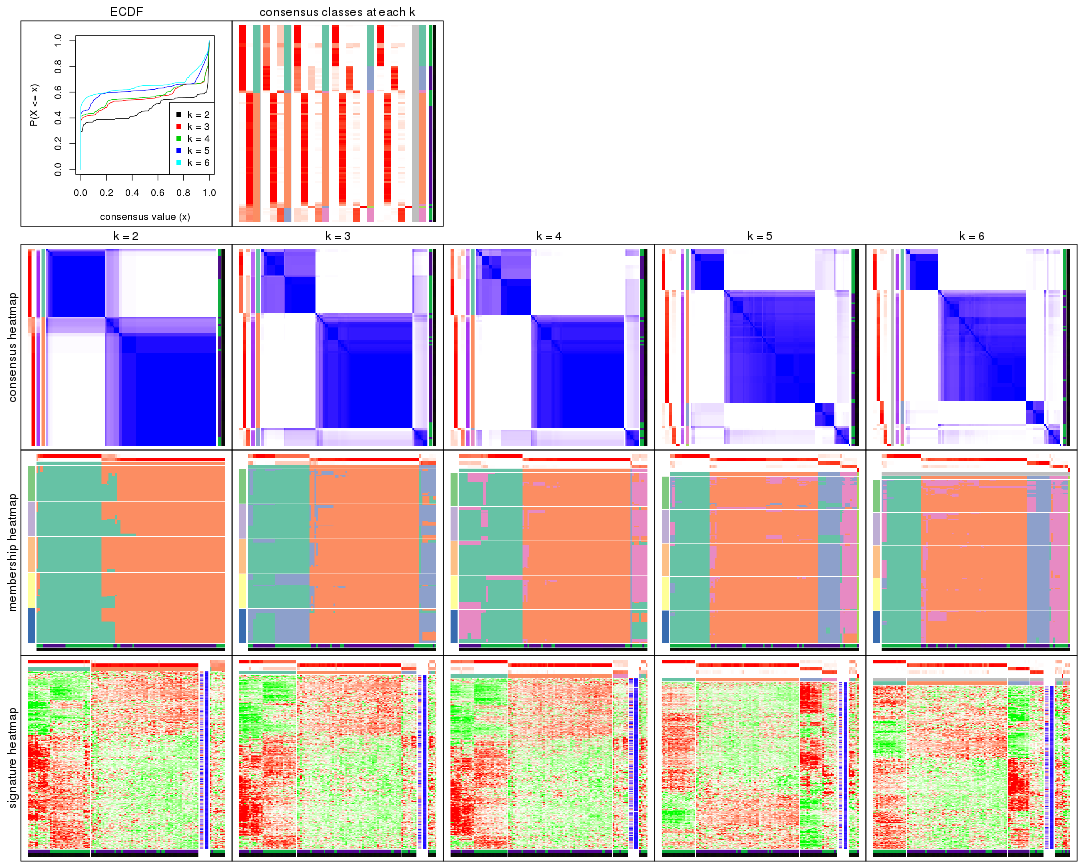 ECDF
consensus classes at each k
P(X <= x)
0.0 0.2 0.4 0.6 0.8 1.0
k = 2
k = 3
k = 4
k = 5
k = 6
0.0 0.2 0.4 0.6 0.8 1.0
consensus value (x)
k = 2
k = 3
k = 4
k = 5
k = 6
consensus heatmap
membership heatmap
signature heatmap